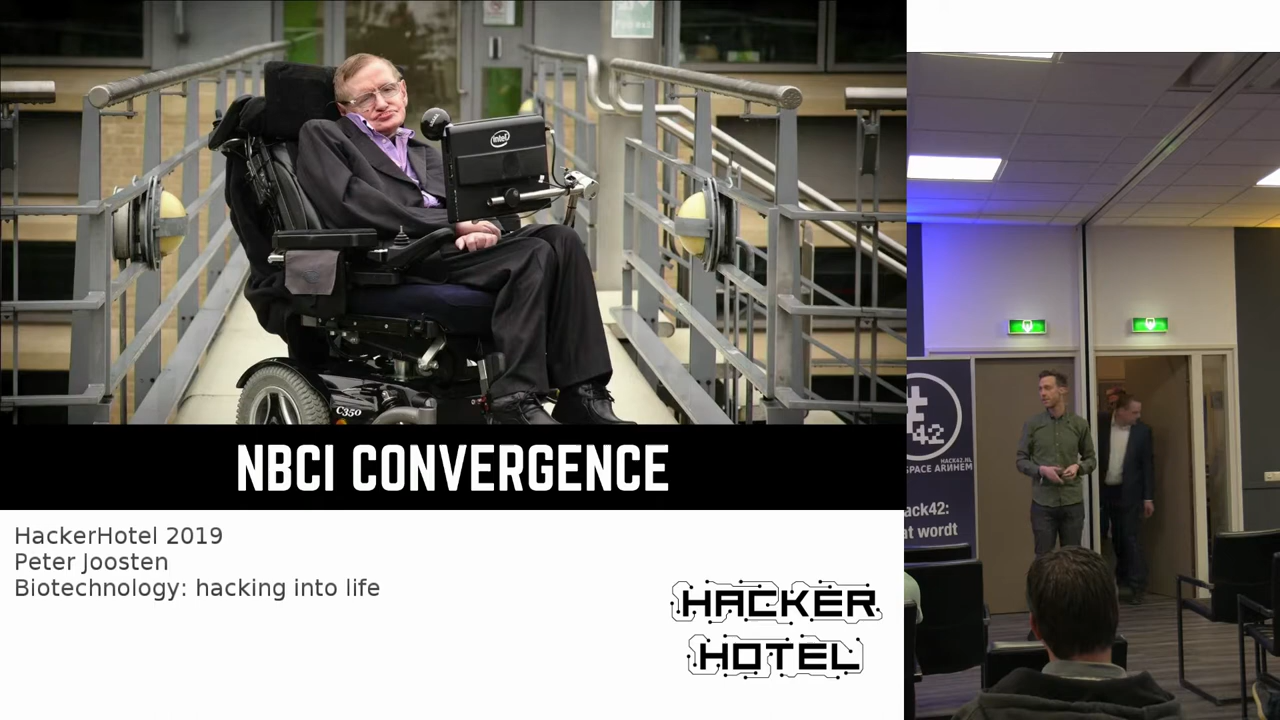 intel
C350
NBCI CONVERGENCE
HackerHotel 2019
Peter Joosten
Biotechnology: hacking into life
HACKER
HOTEL
#
42
HACK42.NL
SPACE ARNHEM
ack42:
at wordt